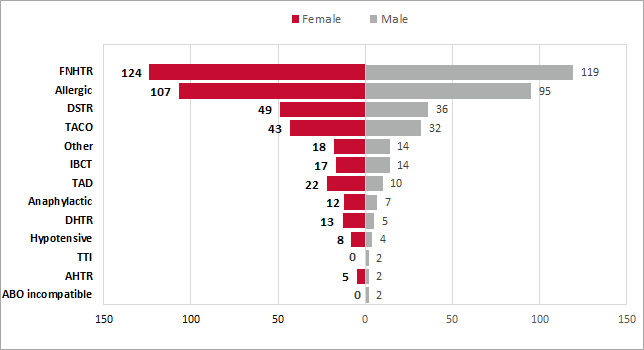 Female Male
FNHTR 124 119
Allergic 107 95
DSTR 49 36
TACO 43 32
Other 18 14
IBCT 17 14
TAD 22 10
Anaphylactic 12 7
DHTR 13 5
Hypotensive 8 4
TTI 0 2
AHTR 5 2
ABO incompatible 0 2
150 100 50 0 50 100 150